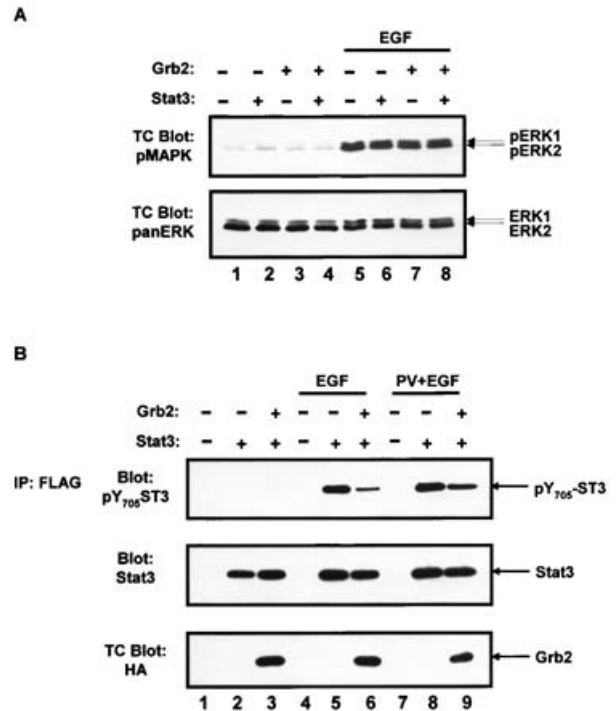 A
EGF
Grb2: - - + + - - + +
Stat3: - + - + - + - +
TC Blot: pMAPK
pERK1
pERK2
TC Blot: panERK
ERK1
ERK2
1 2 3 4 5 6 7 8
B
EGF PV+EGF
Grb2: - - + - - + - - +
Stat3: - + + - + + - + +
IP: FLAG
Blot: pY705ST3
pY705-ST3
Blot: Stat3
Stat3
TC Blot: HA
Grb2
1 2 3 4 5 6 7 8 9